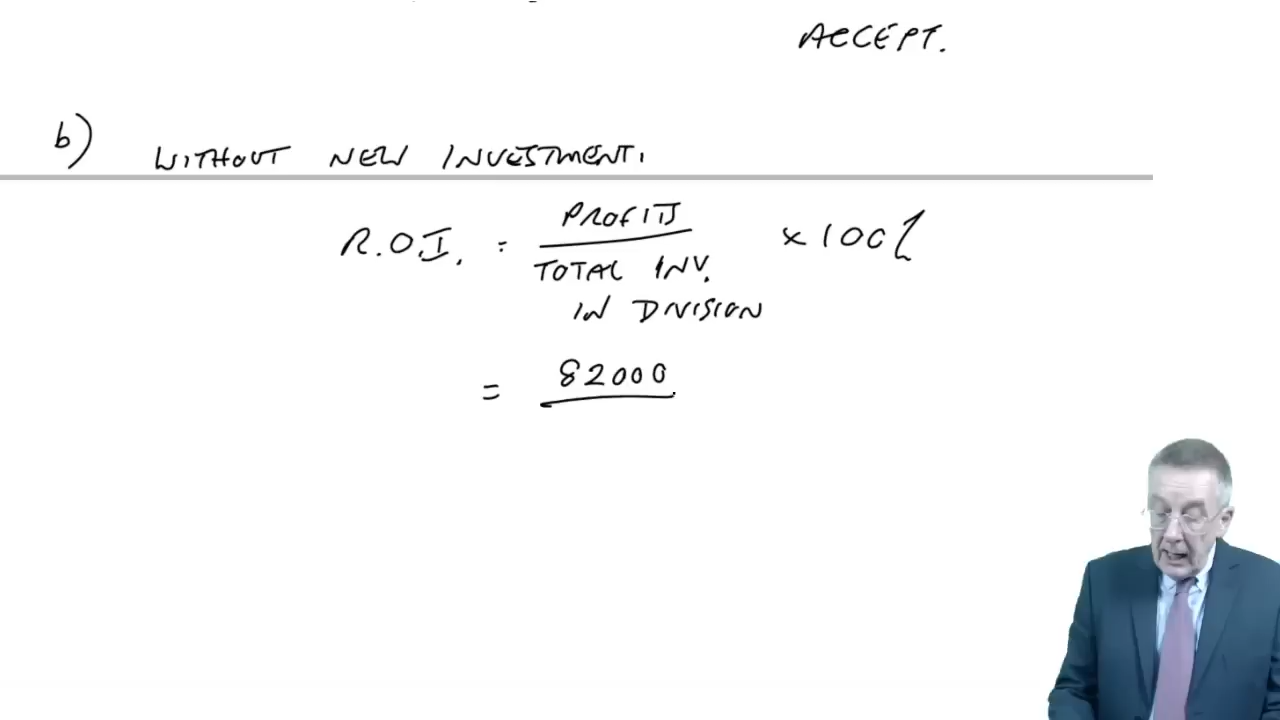 ACCEPT.
b) WITHOUT NEW INVESTMENT.
R.O.I. = PROFITS × 100%
TOTAL INV.
IN DIVISION
= 82000